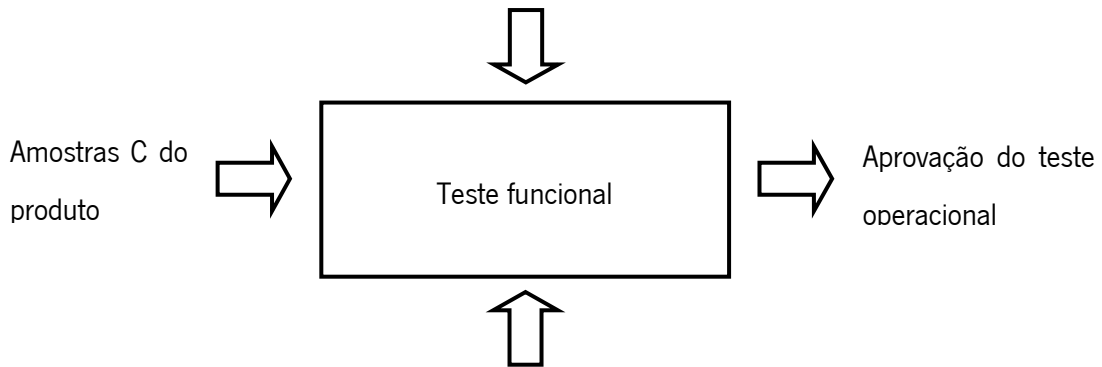 Amostras C do
produto
Teste funcional
Aprovação do teste
operacional